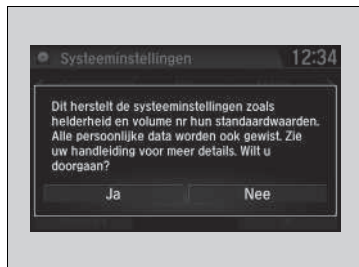 Systeeminstellingen 12:34
Dit herstelt de systeeminstellingen zoals
helderheid en volume nr hun standaardwaarden.
Alle persoonlijke data worden ook gewist. Zie
uw handleiding voor meer details. Wilt u
doorgaan?
Ja Nee